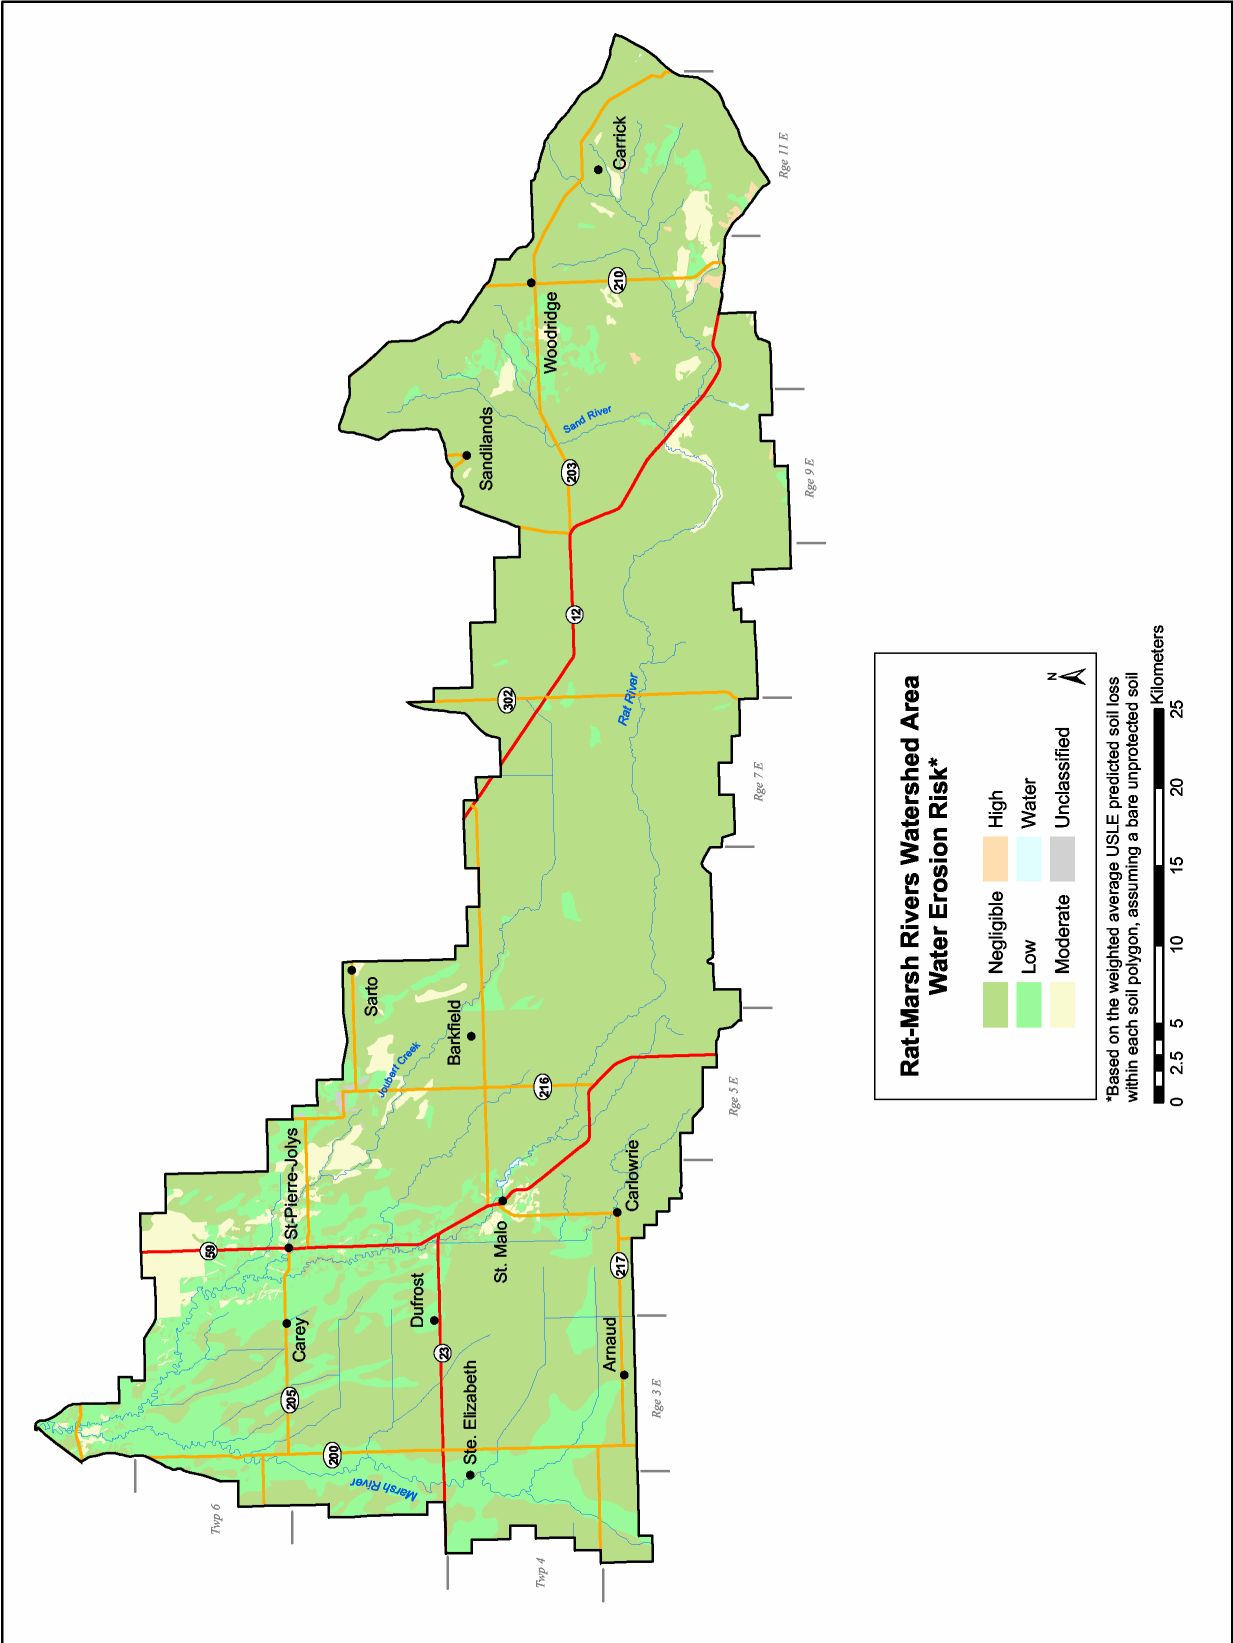 Rat-Marsh Rivers Watershed Area
Water Erosion Risk*
Negligible
High
Low
Water
Moderate
Unclassified
N
*Based on the weighted average USLE predicted soil loss
within each soil polygon, assuming a bare unprotected soil
0 2.5 5 10 15 20 25
Kilometers
59
St-Pierre-Jolys
Carey
205
200
Marsh River
Dufrost
23
Ste. Elizabeth
St. Malo
Arnaud
217
Carlowrie
Sarto
Joubert Creek
Barkfield
216
302
12
Rat River
Sandilands
203
Sand River
Woodridge
210
Carrick
Twp 6
Twp 4
Rge 3 E
Rge 5 E
Rge 7 E
Rge 9 E
Rge 11 E